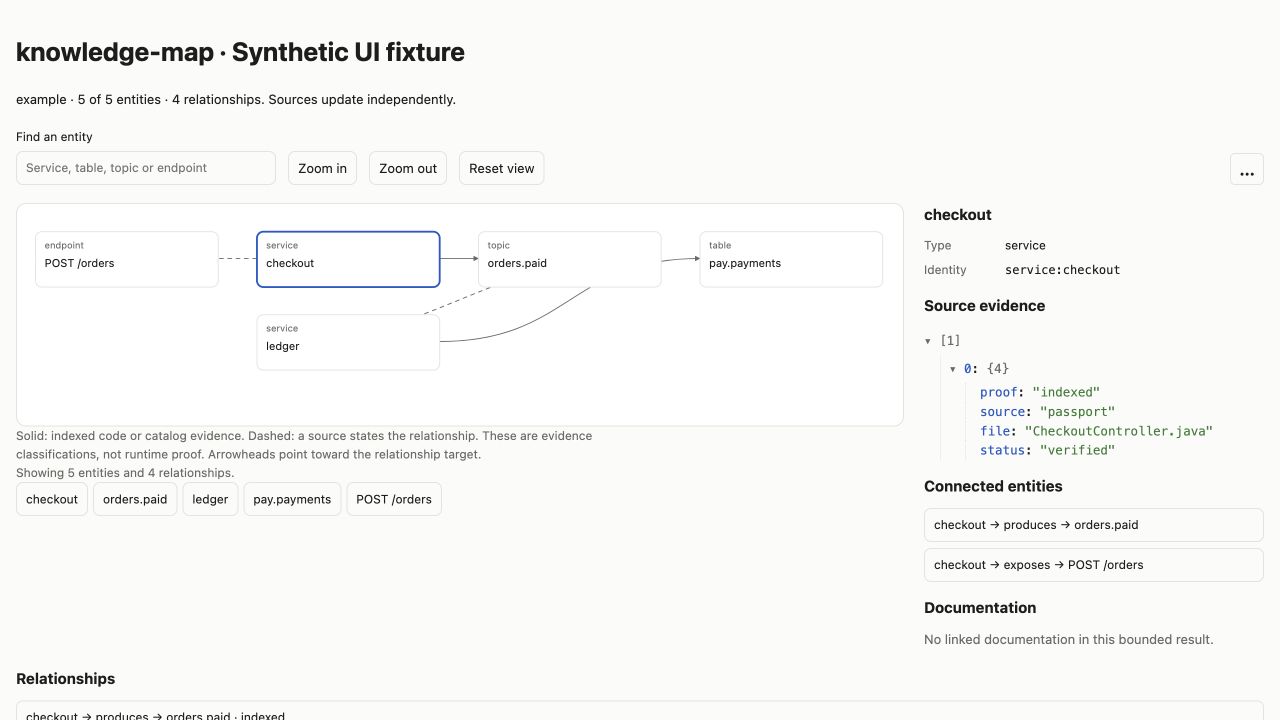 knowledge-map · Synthetic UI fixture
example · 5 of 5 entities · 4 relationships. Sources update independently.
Find an entity
Service, table, topic or endpoint
Zoom in
Zoom out
Reset view
...
endpoint
POST /orders
service
checkout
topic
orders.paid
table
pay.payments
service
ledger
Solid: indexed code or catalog evidence. Dashed: a source states the relationship. These are evidence
classifications, not runtime proof. Arrowheads point toward the relationship target.
Showing 5 entities and 4 relationships.
checkout
orders.paid
ledger
pay.payments
POST /orders
checkout
Type service
Identity service:checkout
Source evidence
▾ [1]
▾ 0: {4}
proof: "indexed"
source: "passport"
file: "CheckoutController.java"
status: "verified"
Connected entities
checkout → produces → orders.paid
checkout → exposes → POST /orders
Documentation
No linked documentation in this bounded result.
Relationships
checkout → produces → orders.paid · indexed